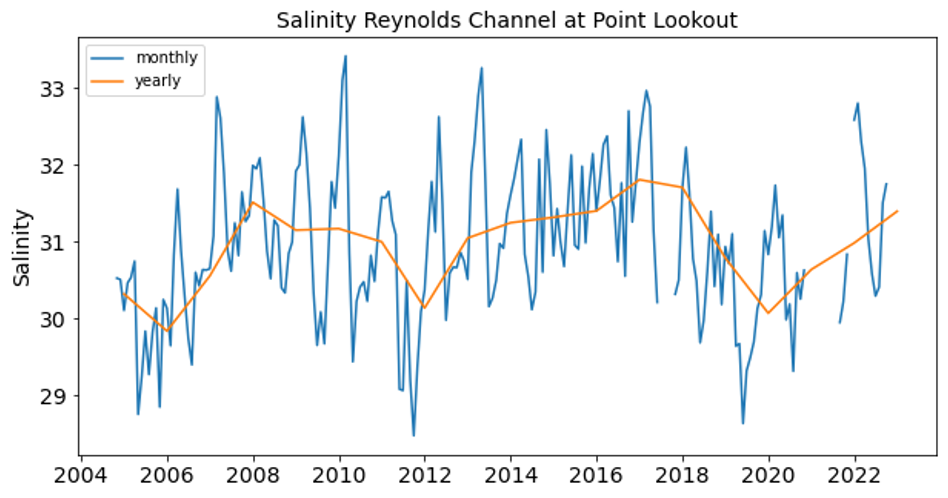 Salinity Reynolds Channel at Point Lookout
monthly
yearly
33
32
31
30
29
Salinity
2004 2006 2008 2010 2012 2014 2016 2018 2020 2022